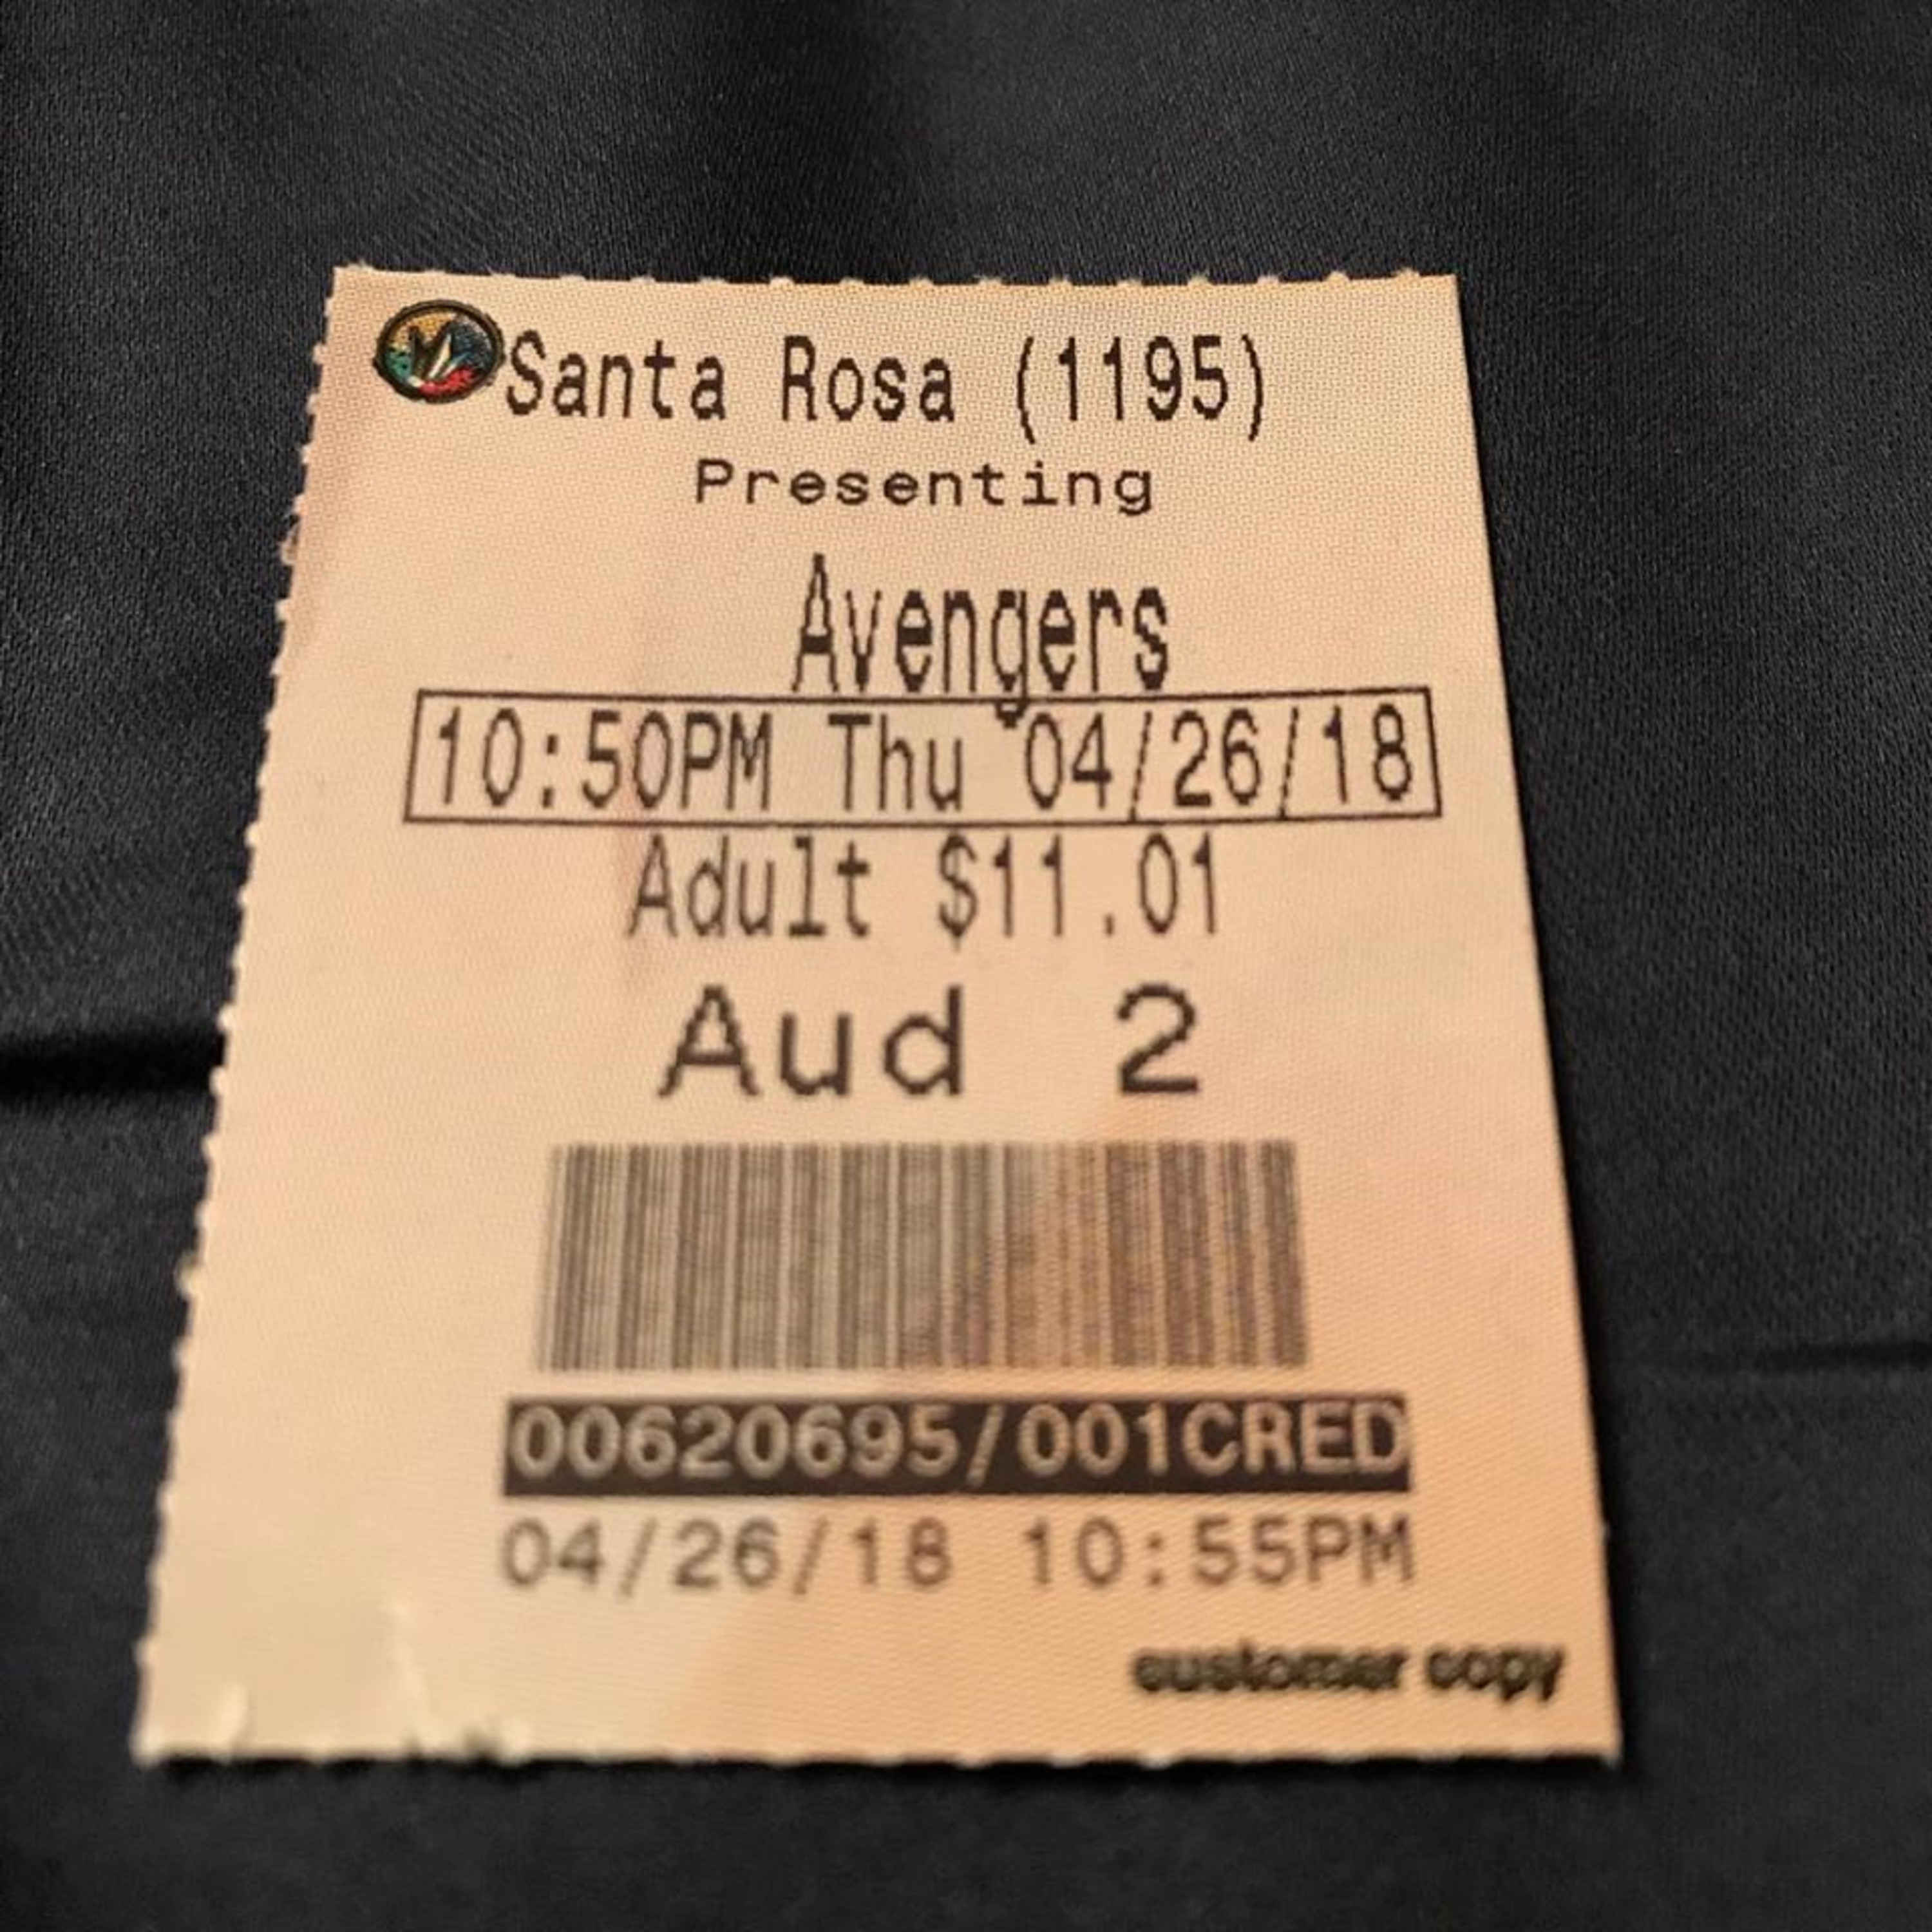 Santa Rosa (1195)
Presenting
Avengers
10:50PM Thu 04/26/18
Adult $11.01
Aud 2
00620695/001CRED
04/26/18 10:55PM
customer copy